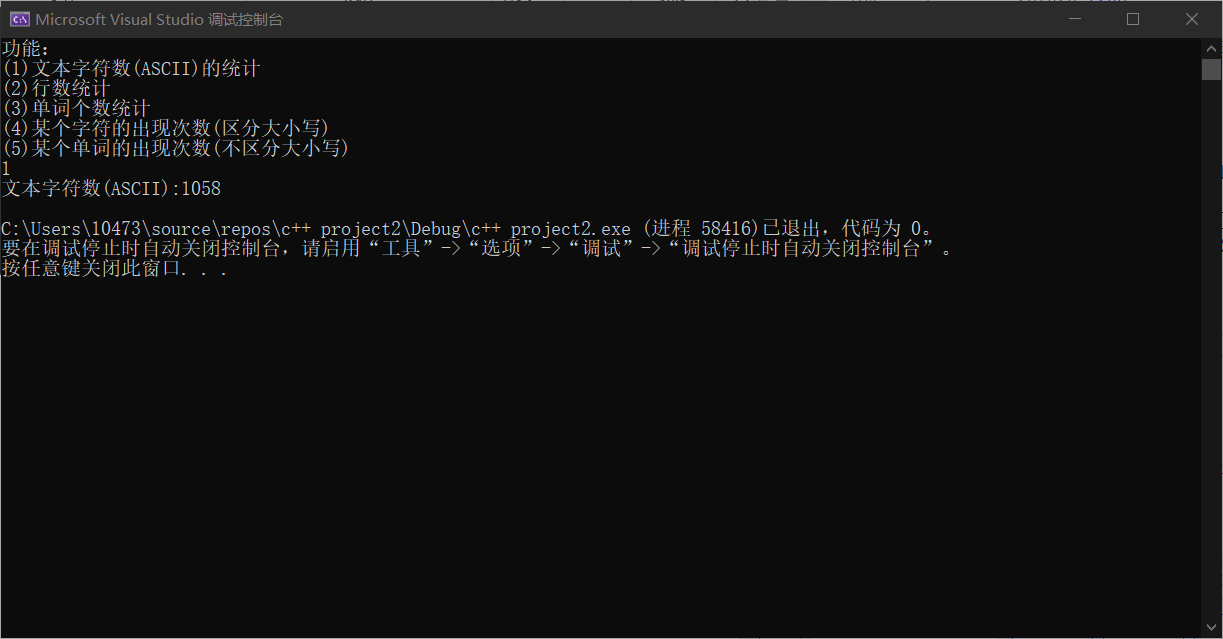 Microsoft Visual Studio 调试控制台
功能：
(1)文本字符数(ASCII)的统计
(2)行数统计
(3)单词个数统计
(4)某个字符的出现次数(区分大小写)
(5)某个单词的出现次数(不区分大小写)
1
文本字符数(ASCII):1058
C:\Users\10473\source\repos\c++ project2\Debug\c++ project2.exe (进程 58416)已退出，代码为 0。
要在调试停止时自动关闭控制台，请启用“工具”->“选项”->“调试”->“调试停止时自动关闭控制台”。
按任意键关闭此窗口. . .